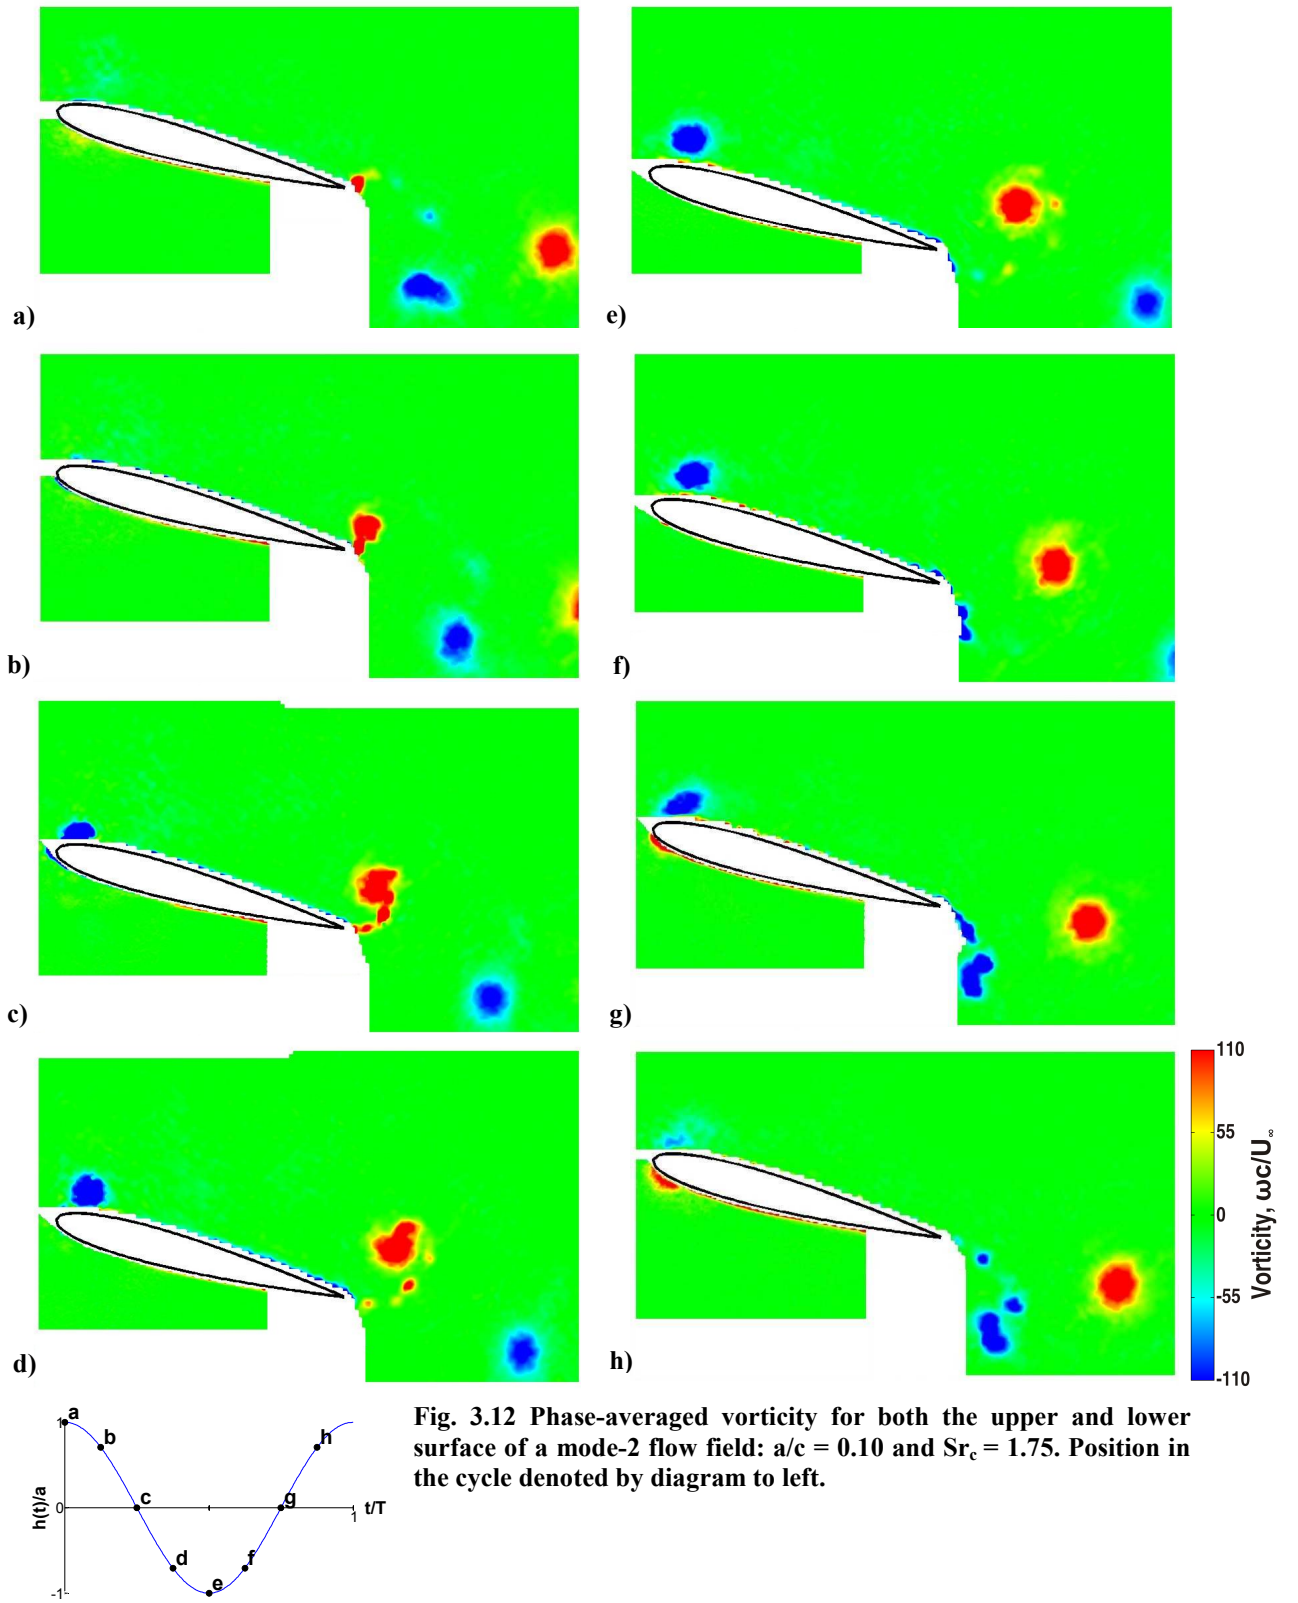 a)
e)
b)
f)
c)
g)
d)
h)
110
55
0
-55
-110
Vorticity, ωc/U∞
1
a
b
h
0
c
g
t/T
1
h(t)/a
d
f
e
-1
Fig. 3.12 Phase-averaged vorticity for both the upper and lower
surface of a mode-2 flow field: a/c = 0.10 and Src = 1.75. Position in
the cycle denoted by diagram to left.